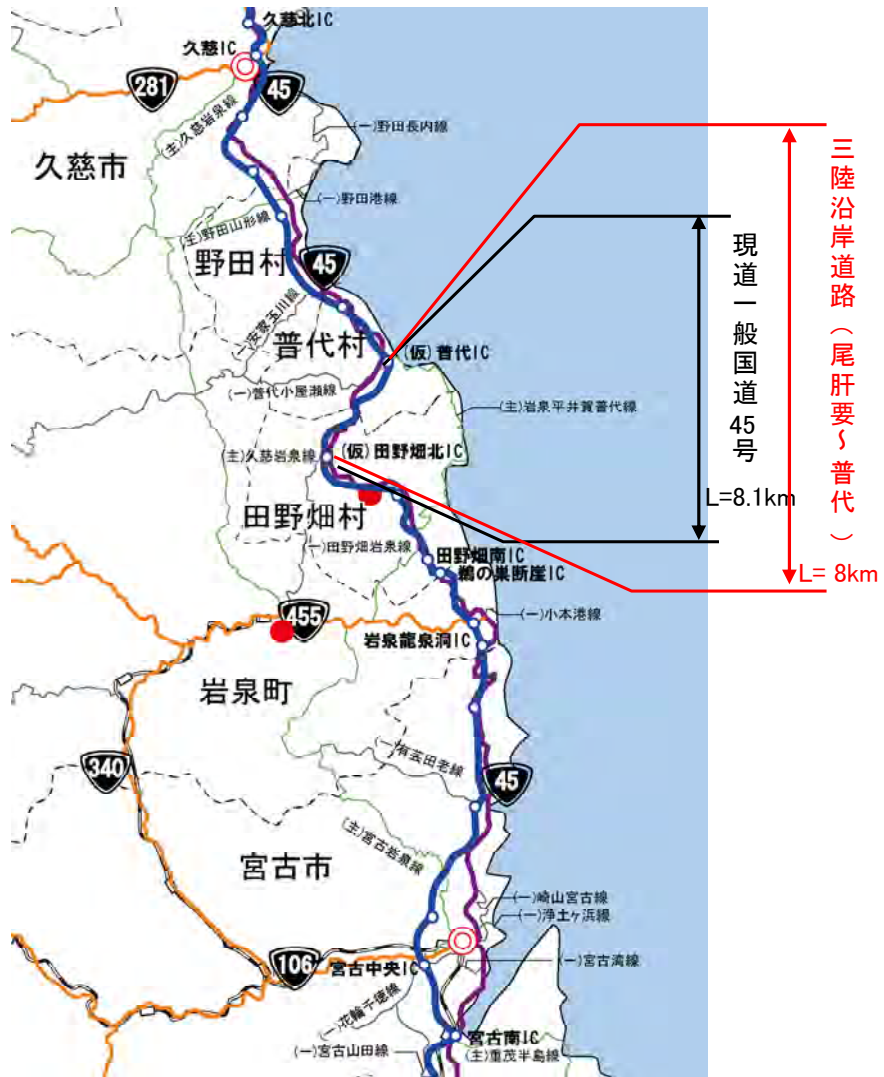 久慈北IC
久慈IC
281
45
(主)久慈岩泉線
(一)野田長内線
久慈市
(一)野田港線
(主)野田山形線
野田村
45
(一)安家玉川線
普代村
(仮)普代IC
(一)普代小屋瀬線
(主)岩泉平井賀普代線
(主)久慈岩泉線
(仮)田野畑北IC
田野畑村
(一)田野畑岩泉線
田野畑南IC
鵜の巣断崖IC
455
(一)小本港線
岩泉龍泉洞IC
岩泉町
(一)有芸田老線
340
45
(主)宮古岩泉線
宮古市
(一)崎山宮古線
(一)浄土ヶ浜線
106
宮古中央IC
(一)宮古湾線
(一)花輪千徳線
宮古南IC
(一)宮古山田線
(主)重茂半島線
現道一般国道45号
L=8.1km
三陸沿岸道路(尾肝要~普代)
L= 8km